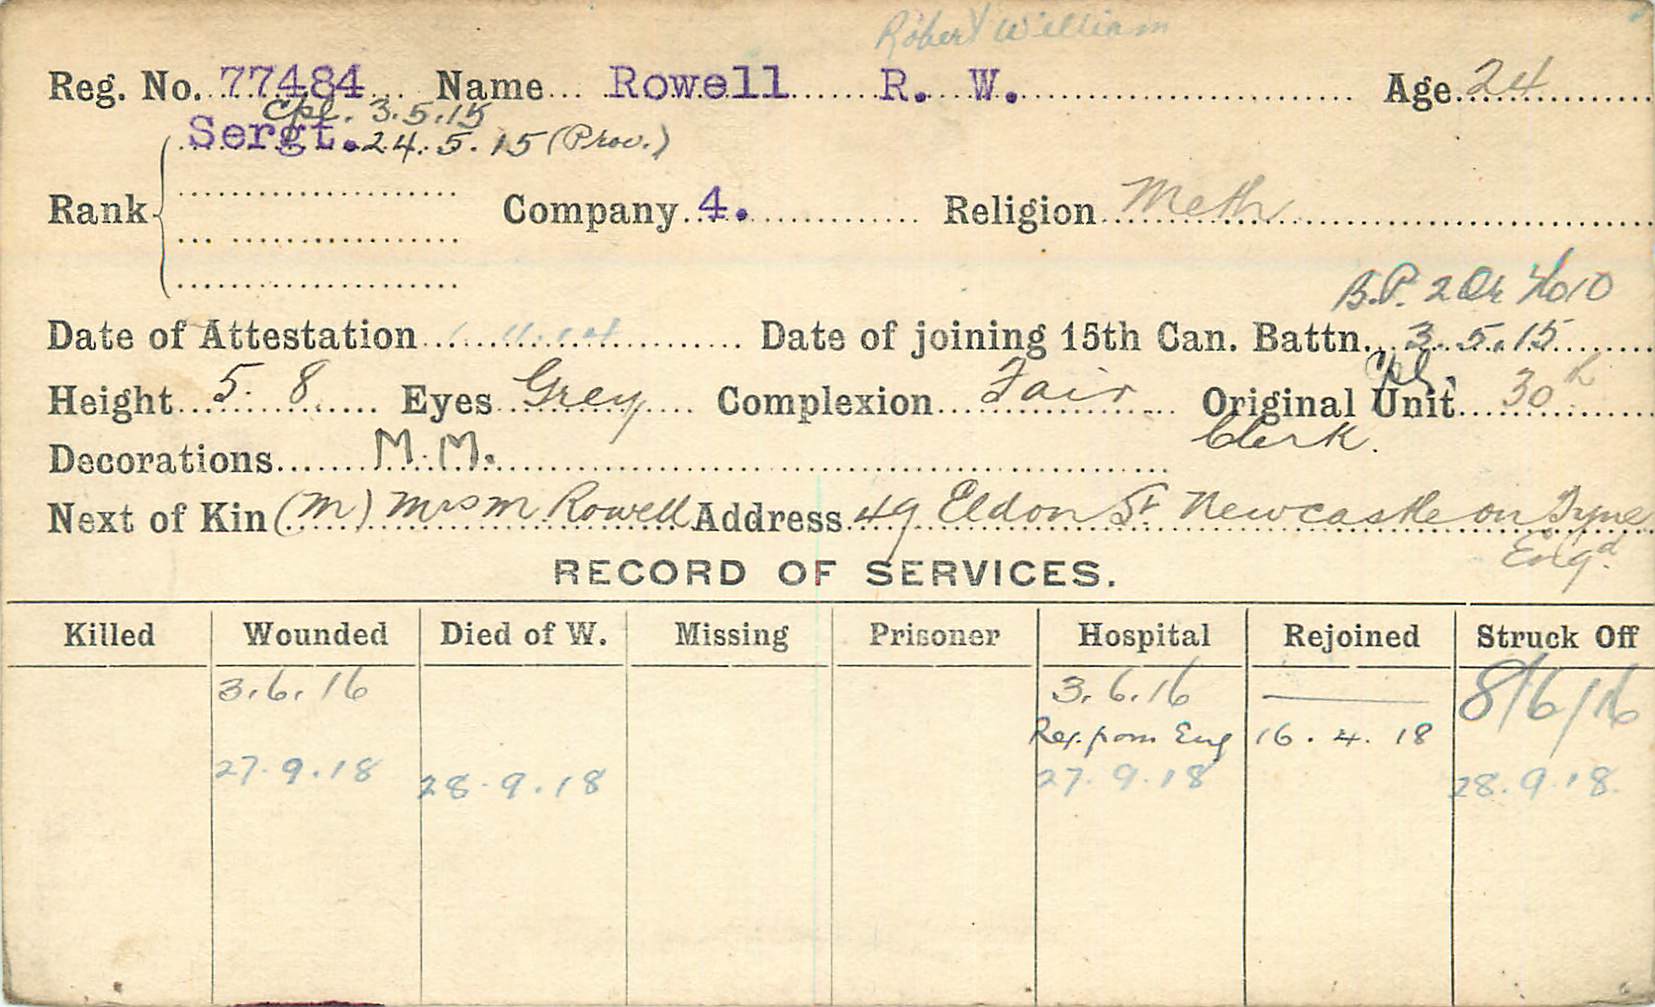 Robert William
Reg. No. 77484 Name Rowell R. W. Age 24
Cpl. 3.5.15
Sergt. 24.5.15 (Prov.)
Rank Company 4. Religion Meth
B.P. 2 Or
Date of Attestation Date of joining 15th Can. Battn. 3.5.15
Cpl.
Height 5. 8 Eyes Grey Complexion Fair Original Unit 30th
Clerk.
Decorations M.M.
Next of Kin (M) Mrs M. Rowell Address 49 Eldon St Newcastle on Tyne
Engd.
RECORD OF SERVICES.
Killed Wounded Died of W. Missing Prisoner Hospital Rejoined Struck Off
3.6.16 3.6.16 — 8/6/16
Rej. from Eng 16.4.18
27.9.18 28.9.18 27.9.18 28.9.18.